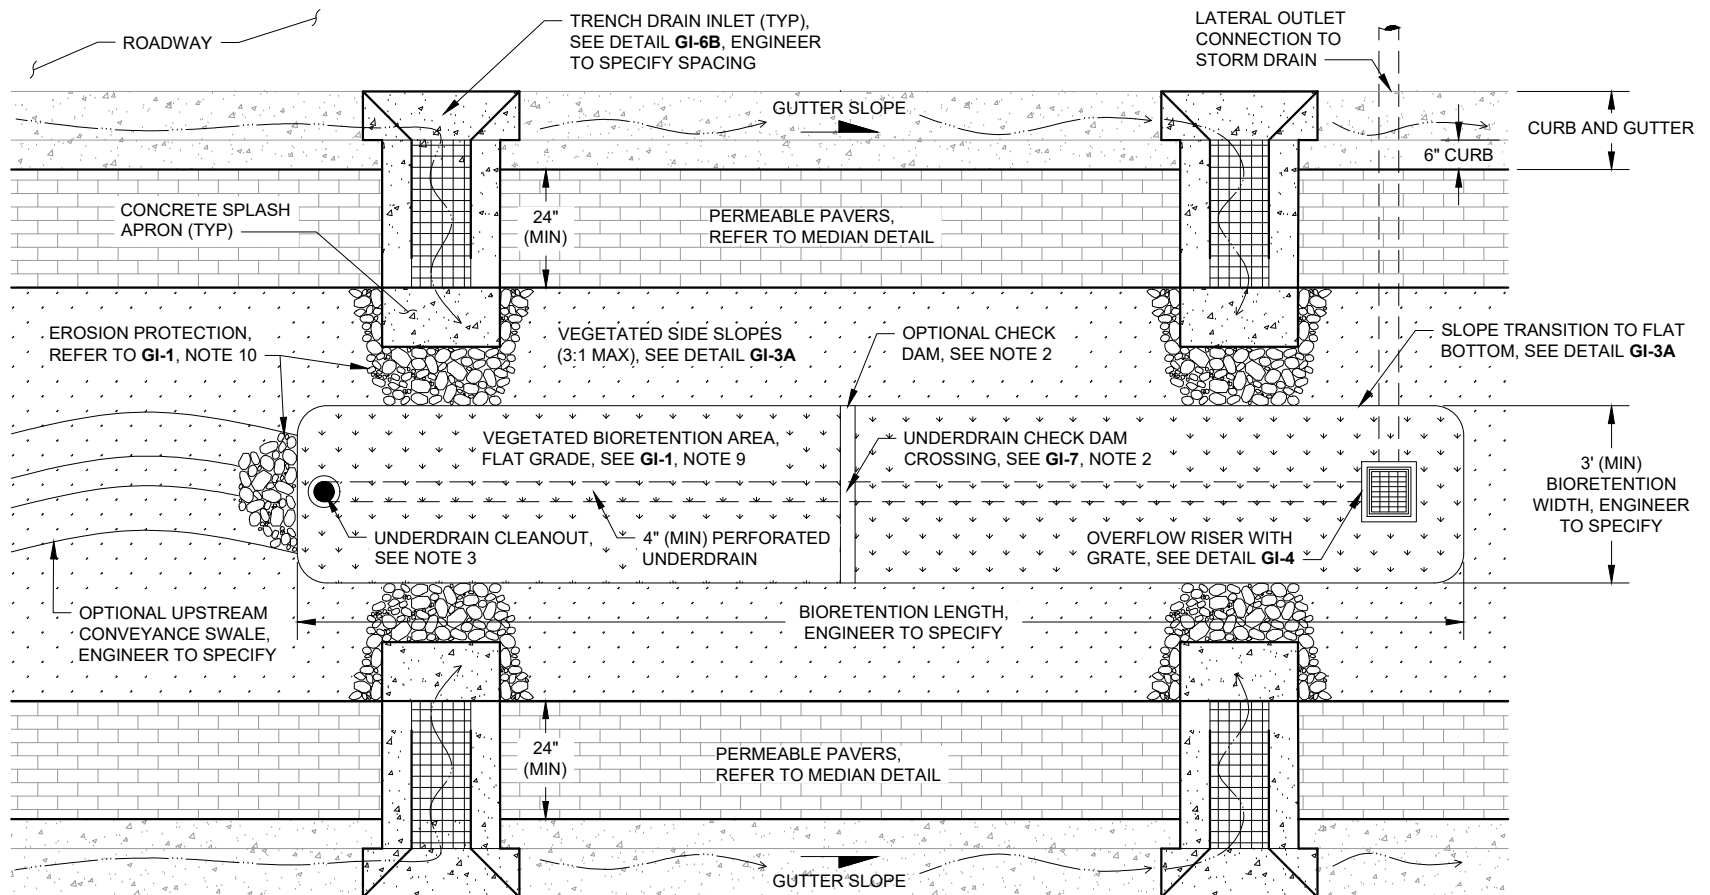 ROADWAY
TRENCH DRAIN INLET (TYP),
SEE DETAIL GI-6B, ENGINEER
TO SPECIFY SPACING
LATERAL OUTLET
CONNECTION TO
STORM DRAIN
GUTTER SLOPE
CURB AND GUTTER
6" CURB
CONCRETE SPLASH
APRON (TYP)
24"
(MIN)
PERMEABLE PAVERS,
REFER TO MEDIAN DETAIL
EROSION PROTECTION,
REFER TO GI-1, NOTE 10
VEGETATED SIDE SLOPES
(3:1 MAX), SEE DETAIL GI-3A
OPTIONAL CHECK
DAM, SEE NOTE 2
SLOPE TRANSITION TO FLAT
BOTTOM, SEE DETAIL GI-3A
VEGETATED BIORETENTION AREA,
FLAT GRADE, SEE GI-1, NOTE 9
UNDERDRAIN CHECK DAM
CROSSING, SEE GI-7, NOTE 2
3' (MIN)
BIORETENTION
WIDTH, ENGINEER
TO SPECIFY
UNDERDRAIN CLEANOUT,
SEE NOTE 3
4" (MIN) PERFORATED
UNDERDRAIN
OVERFLOW RISER WITH
GRATE, SEE DETAIL GI-4
OPTIONAL UPSTREAM
CONVEYANCE SWALE,
ENGINEER TO SPECIFY
BIORETENTION LENGTH,
ENGINEER TO SPECIFY
24"
(MIN)
PERMEABLE PAVERS,
REFER TO MEDIAN DETAIL
GUTTER SLOPE